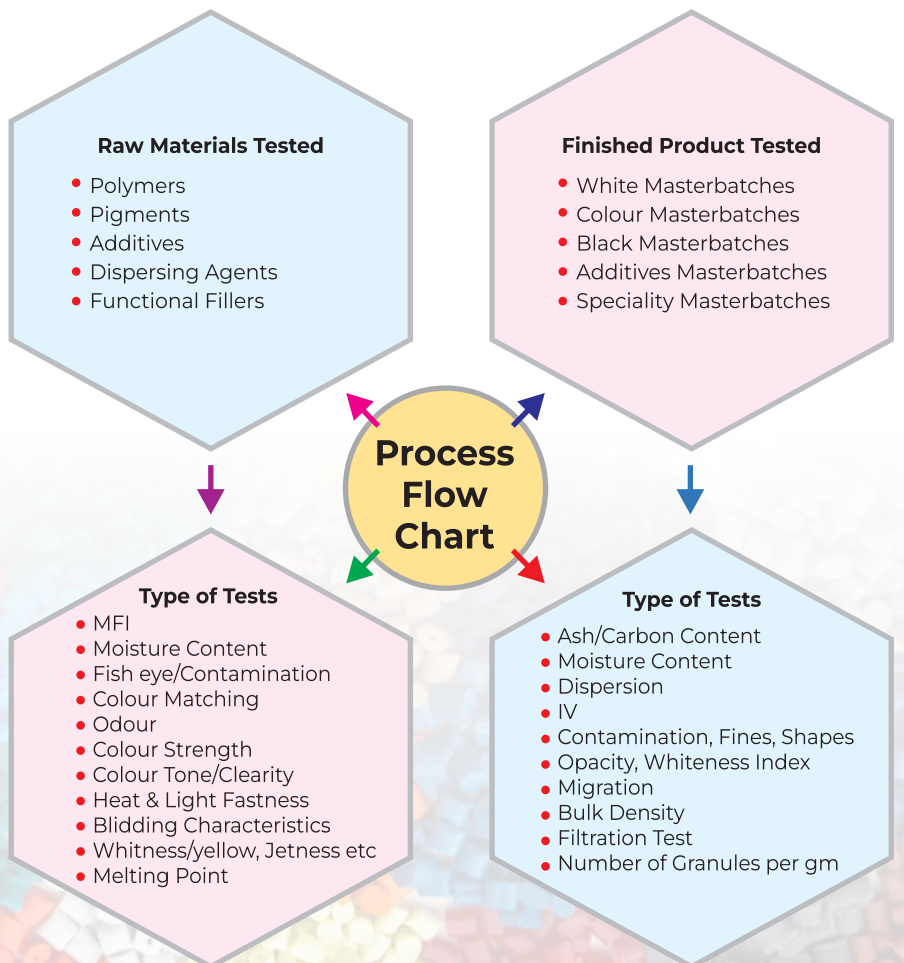 Raw Materials Tested
Polymers
Pigments
Additives
Dispersing Agents
Functional Fillers
Finished Product Tested
White Masterbatches
Colour Masterbatches
Black Masterbatches
Additives Masterbatches
Speciality Masterbatches
Process
Flow
Chart
Type of Tests
MFI
Moisture Content
Fish eye/Contamination
Colour Matching
Odour
Colour Strength
Colour Tone/Clearity
Heat & Light Fastness
Blidding Characteristics
Whitness/yellow, Jetness etc
Melting Point
Type of Tests
Ash/Carbon Content
Moisture Content
Dispersion
IV
Contamination, Fines, Shapes
Opacity, Whiteness Index
Migration
Bulk Density
Filtration Test
Number of Granules per gm